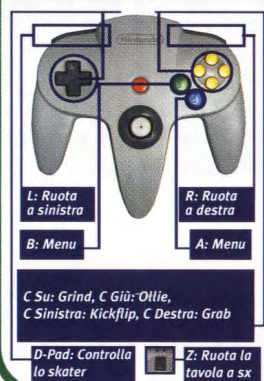 L: Ruota
a sinistra
R: Ruota
a destra
B: Menu
A: Menu
C Su: Grind, C Giù: Ollie,
C Sinistra: Kickflip, C Destra: Grab
D-Pad: Controlla
lo skater
Z: Ruota la
tavola a sx